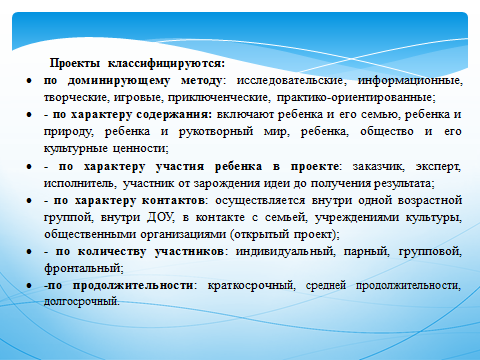 Проекты классифицируются:
• по доминирующему методу: исследовательские, информационные,
творческие, игровые, приключенческие, практико-ориентированные;
• - по характеру содержания: включают ребенка и его семью, ребенка и
природу, ребенка и рукотворный мир, ребенка, общество и его
культурные ценности;
• - по характеру участия ребенка в проекте: заказчик, эксперт,
исполнитель, участник от зарождения идеи до получения результата;
• - по характеру контактов: осуществляется внутри одной возрастной
группой, внутри ДОУ, в контакте с семьей, учреждениями культуры,
общественными организациями (открытый проект);
• - по количеству участников: индивидуальный, парный, групповой,
фронтальный;
• -по продолжительности: краткосрочный, средней продолжительности,
долгосрочный.